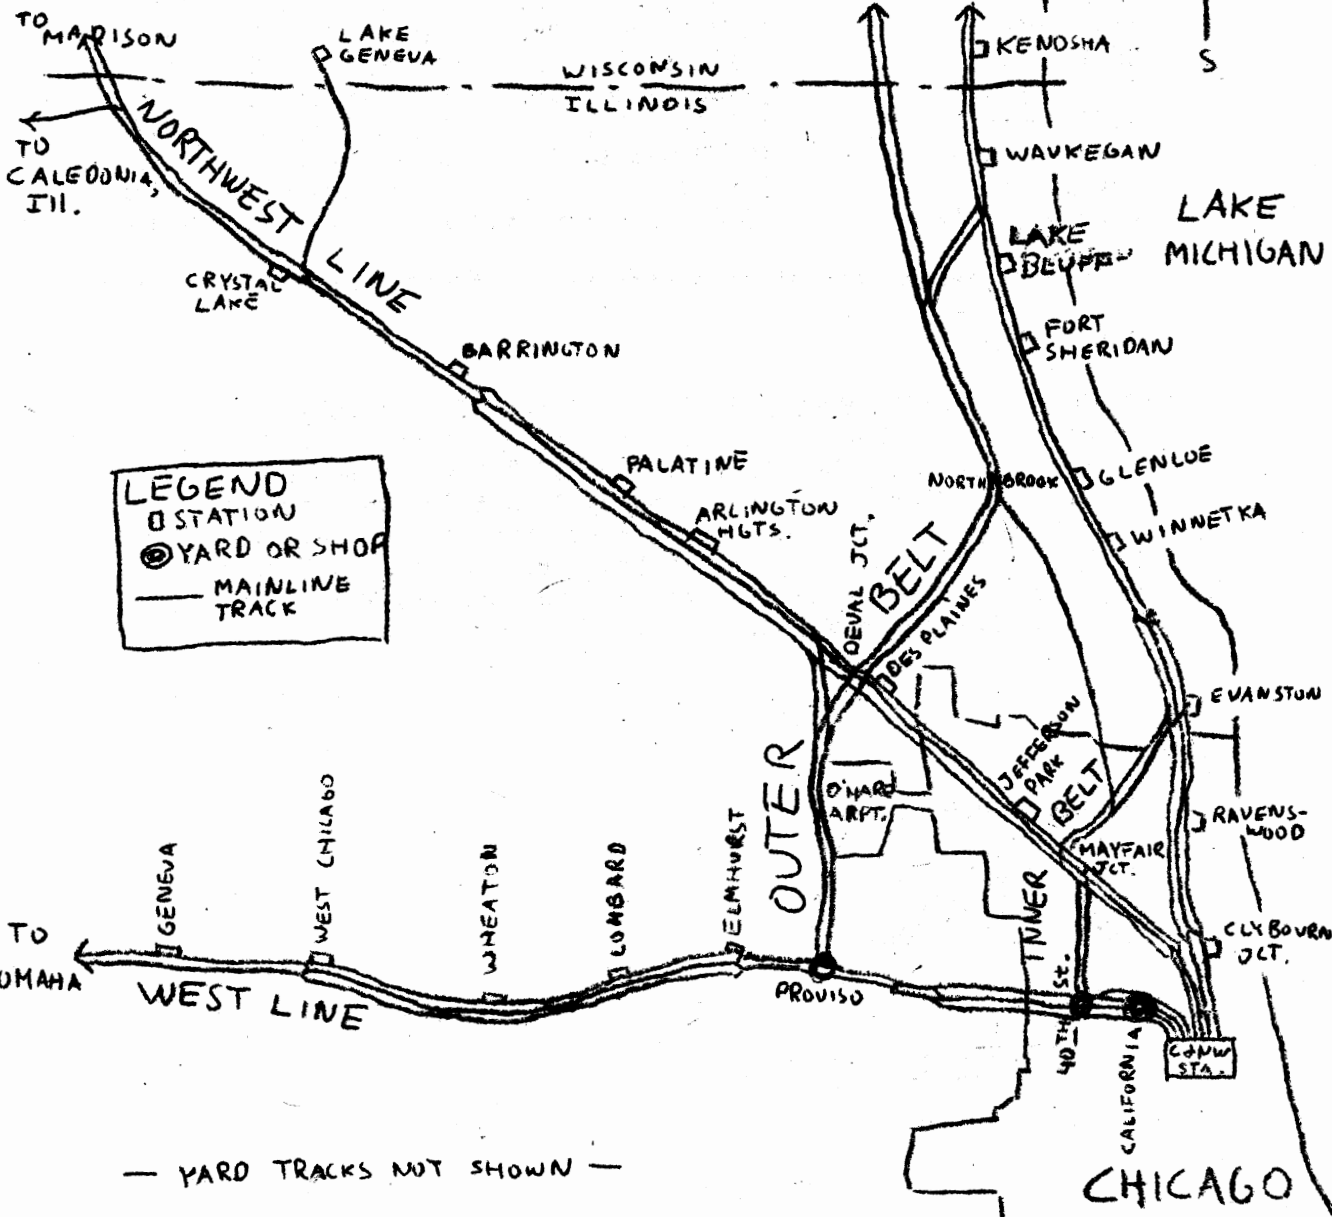 TO
MADISON
LAKE
GENEVA
KENOSHA
S
WISCONSIN
ILLINOIS
TO
CALEDONIA,
Ill.
NORTHWEST LINE
WAUKEGAN
LAKE
MICHIGAN
LAKE
BLUFF
CRYSTAL
LAKE
FORT
SHERIDAN
BARRINGTON
PALATINE
NORTHBROOK
GLENCOE
LEGEND
STATION
YARD OR SHOP
MAINLINE
TRACK
ARLINGTON
HGTS.
WINNETKA
DEVAL JCT.
BELT
DES PLAINES
EVANSTON
JEFFERSON
PARK
BELT
OUTER
O'HARE
ARPT.
RAVENS-
WOOD
MAYFAIR
JCT.
INNER
GENEVA
WEST CHICAGO
WHEATON
LOMBARD
ELMHURST
CLYBOURN
JCT.
TO
OMAHA
WEST LINE
PROVISO
40TH ST.
CALIFORNIA
C&NW
STA.
— YARD TRACKS NOT SHOWN —
CHICAGO